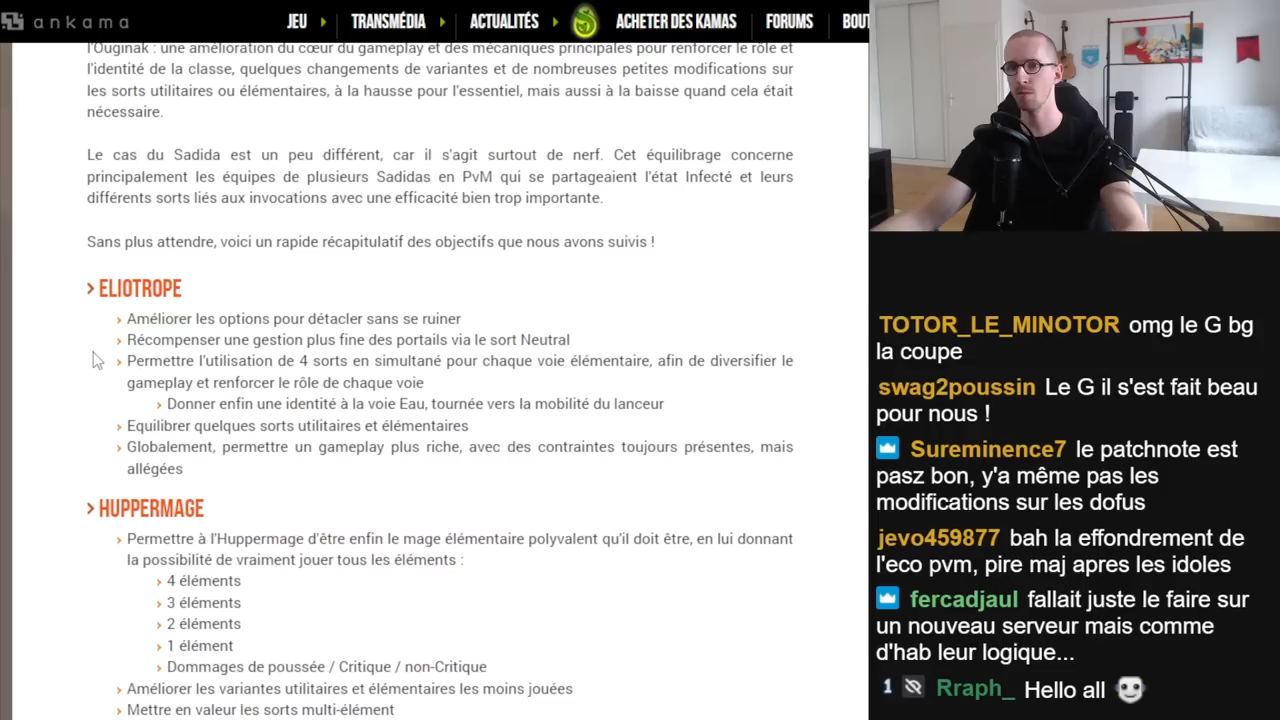 ankama
JEU
TRANSMÉDIA
ACTUALITÉS
ACHETER DES KAMAS
FORUMS
BOUT
l'Ouginak : une amélioration du cœur du gameplay et des mécaniques principales pour renforcer le rôle et
l'identité de la classe, quelques changements de variantes et de nombreuses petites modifications sur
les sorts utilitaires ou élémentaires, à la hausse pour l'essentiel, mais aussi à la baisse quand cela était
nécessaire.
Le cas du Sadida est un peu différent, car il s'agit surtout de nerf. Cet équilibrage concerne
principalement les équipes de plusieurs Sadidas en PvM qui se partageaient l'état Infecté et leurs
différents sorts liés aux invocations avec une efficacité bien trop importante.
Sans plus attendre, voici un rapide récapitulatif des objectifs que nous avons suivis !
> ELIOTROPE
› Améliorer les options pour détacler sans se ruiner
› Récompenser une gestion plus fine des portails via le sort Neutral
› Permettre l'utilisation de 4 sorts en simultané pour chaque voie élémentaire, afin de diversifier le
gameplay et renforcer le rôle de chaque voie
› Donner enfin une identité à la voie Eau, tournée vers la mobilité du lanceur
› Equilibrer quelques sorts utilitaires et élémentaires
› Globalement, permettre un gameplay plus riche, avec des contraintes toujours présentes, mais
allégées
> HUPPERMAGE
› Permettre à l'Huppermage d'être enfin le mage élémentaire polyvalent qu'il doit être, en lui donnant
la possibilité de vraiment jouer tous les éléments :
› 4 éléments
› 3 éléments
› 2 éléments
› 1 élément
› Dommages de poussée / Critique / non-Critique
› Améliorer les variantes utilitaires et élémentaires les moins jouées
› Mettre en valeur les sorts multi-élément
TOTOR_LE_MINOTOR omg le G bg
la coupe
swag2poussin Le G il s'est fait beau
pour nous !
Sureminence7 le patchnote est
pasz bon, y'a même pas les
modifications sur les dofus
jevo459877 bah la effondrement de
l'eco pvm, pire maj apres les idoles
fercadjaul fallait juste le faire sur
un nouveau serveur mais comme
d'hab leur logique...
1 Rraph_ Hello all